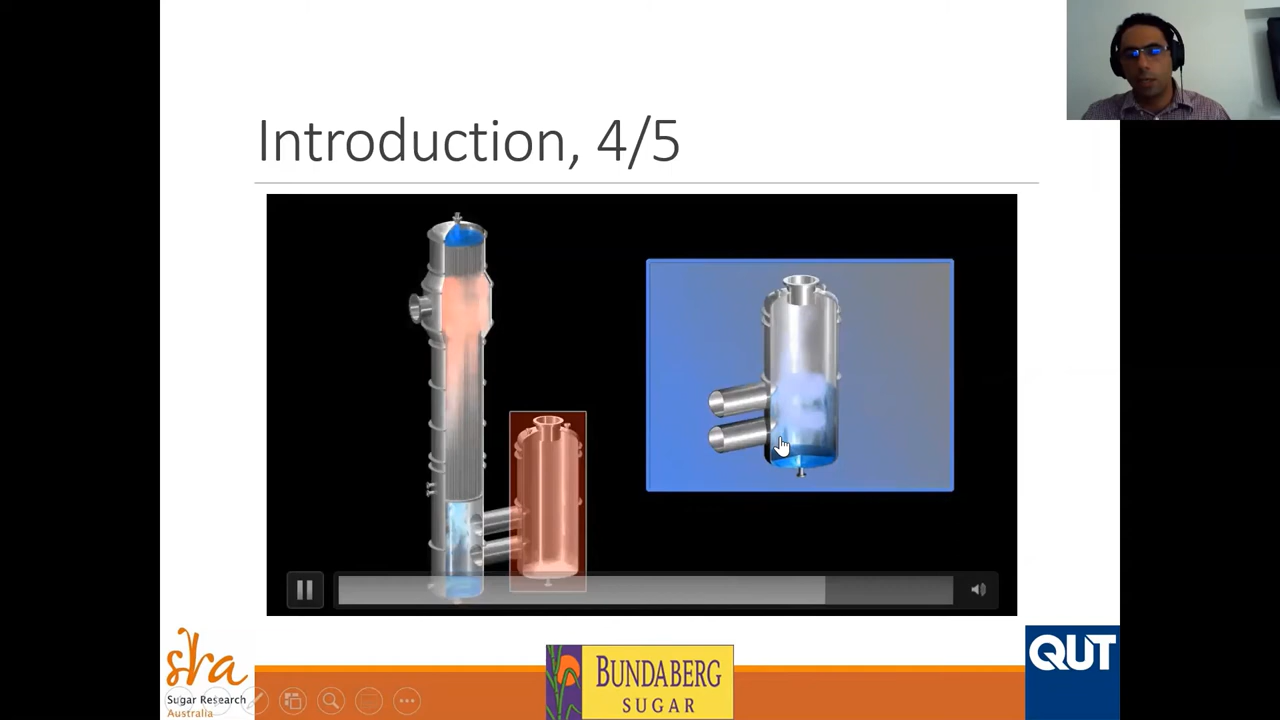 Introduction, 4/5
sra
Sugar Research
Australia
BUNDABERG
SUGAR
QUT